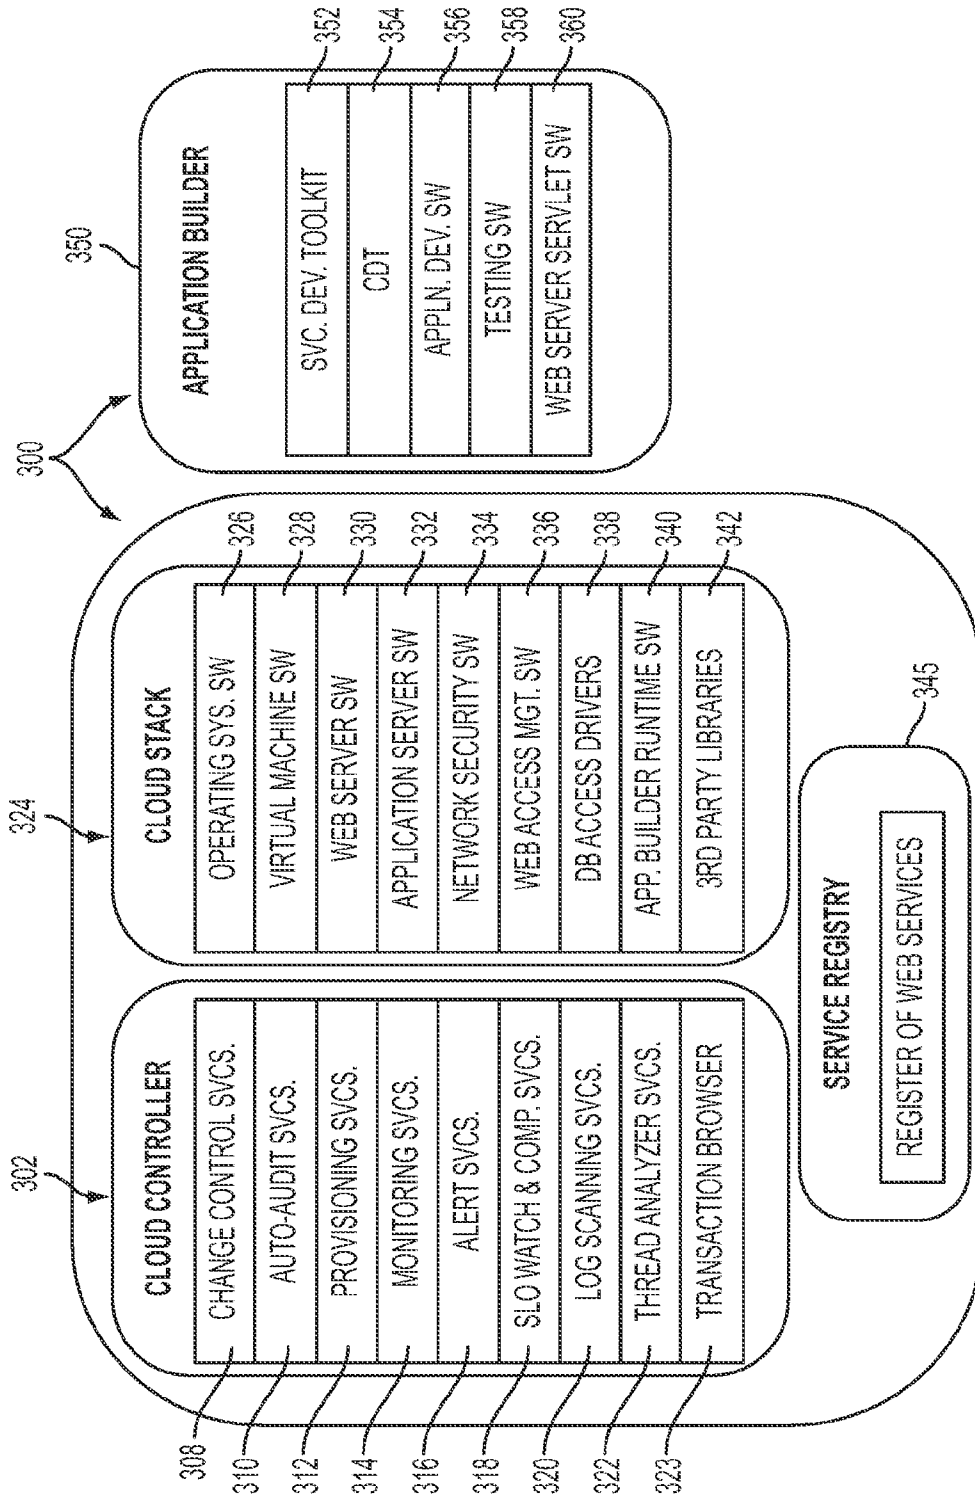 300
302
CLOUD CONTROLLER
308
CHANGE CONTROL SVCS.
310
AUTO-AUDIT SVCS.
312
PROVISIONING SVCS.
314
MONITORING SVCS.
316
ALERT SVCS.
318
SLO WATCH & COMP. SVCS.
320
LOG SCANNING SVCS.
322
THREAD ANALYZER SVCS.
323
TRANSACTION BROWSER
324
CLOUD STACK
OPERATING SYS. SW
326
VIRTUAL MACHINE SW
328
WEB SERVER SW
330
APPLICATION SERVER SW
332
NETWORK SECURITY SW
334
WEB ACCESS MGT. SW
336
DB ACCESS DRIVERS
338
APP. BUILDER RUNTIME SW
340
3RD PARTY LIBRARIES
342
SERVICE REGISTRY
REGISTER OF WEB SERVICES
345
350
APPLICATION BUILDER
SVC. DEV. TOOLKIT
352
CDT
354
APPLN. DEV. SW
356
TESTING SW
358
WEB SERVER SERVLET SW
360